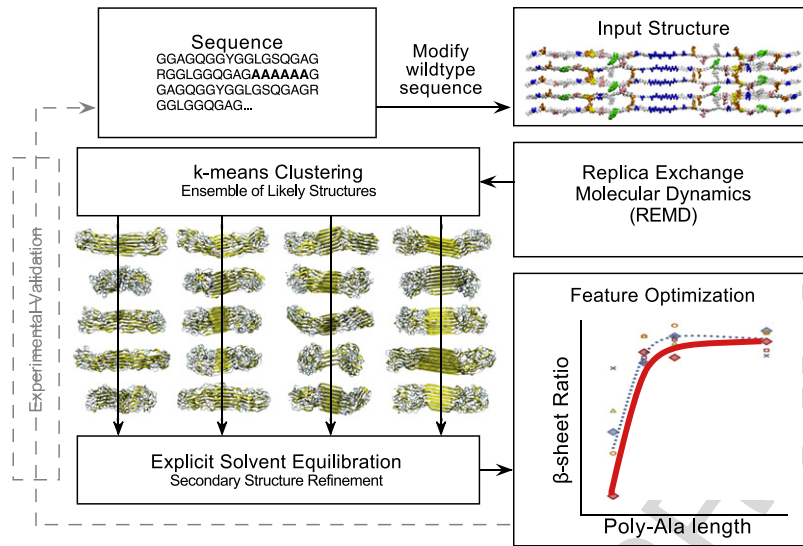 Sequence
GGAGQGGYGGLGSQGAG
RGGLGGQGAGAAAAAAG
GAGQGGYGGLGSQGAGR
GGLGGQGAG...
Modify
wildtype
sequence
Input Structure
k-means Clustering
Ensemble of Likely Structures
Replica Exchange
Molecular Dynamics
(REMD)
Experimental Validation
Feature Optimization
β-sheet Ratio
Poly-Ala length
Explicit Solvent Equilibration
Secondary Structure Refinement